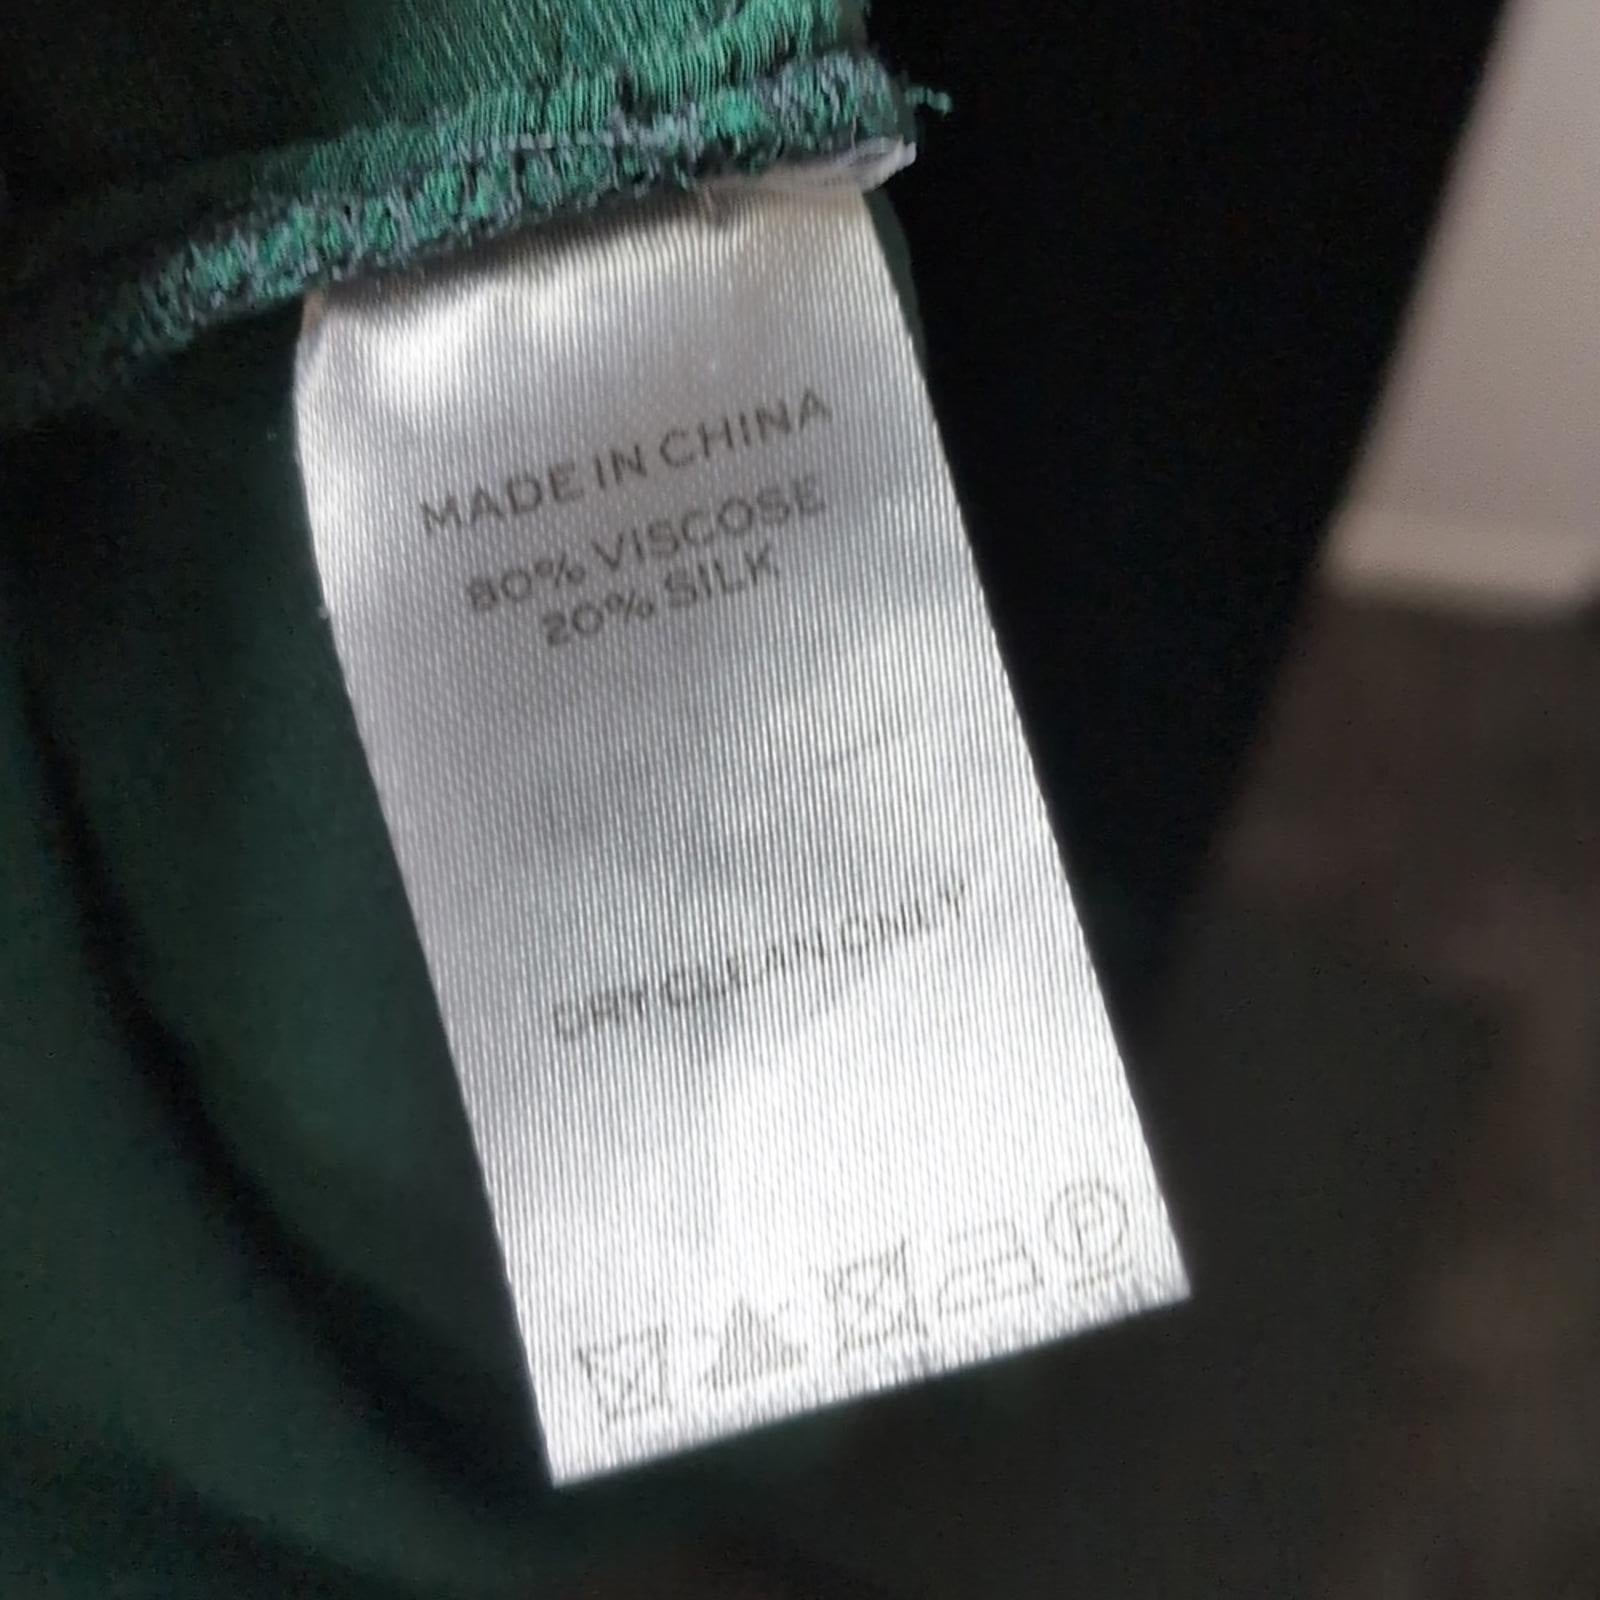 MADE IN CHINA
80% VISCOSE
20% SILK
DRY CLEAN ONLY
P